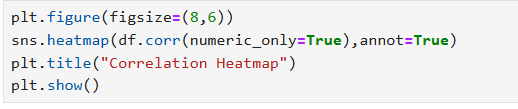 plt.figure(figsize=(8,6))
sns.heatmap(df.corr(numeric_only=True),annot=True)
plt.title("Correlation Heatmap")
plt.show()